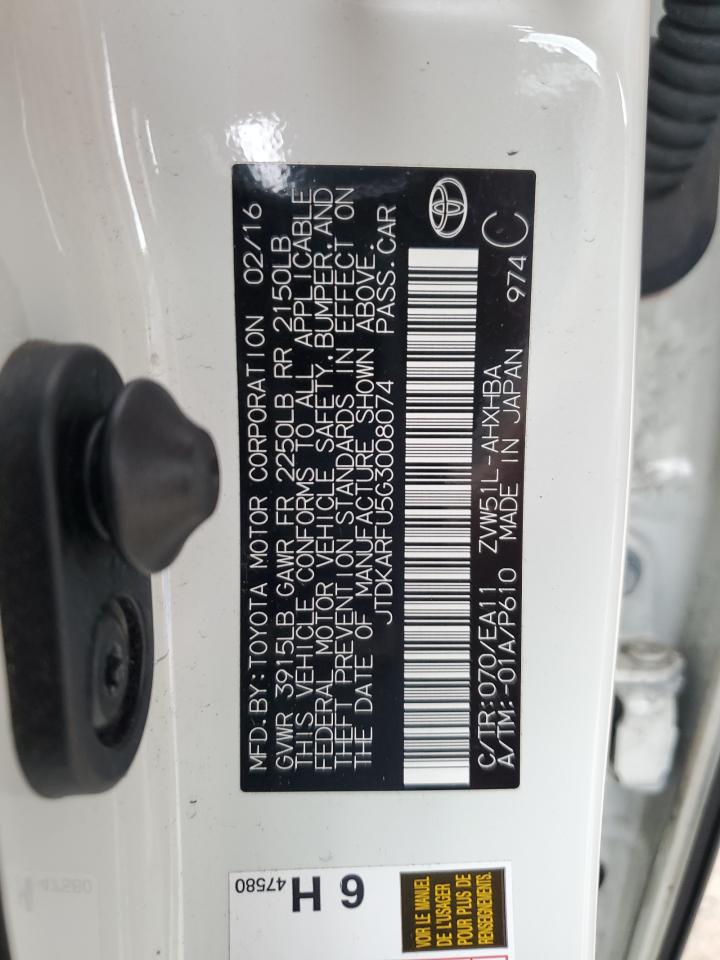 MFD.BY:TOYOTA MOTOR CORPORATION 02/16
GVWR 3915LB GAWR FR 2250LB RR 2150LB
THIS VEHICLE CONFORMS TO ALL APPLICABLE
FEDERAL MOTOR VEHICLE SAFETY,BUMPER,AND
THEFT PREVENTION STANDARDS IN EFFECT ON
THE DATE OF MANUFACTURE SHOWN ABOVE.
JTDKARFU5G3008074 PASS.CAR
C/TR:070/EA11 ZVW51L-AHXHBA
A/TM:-01A/P610 MADE IN JAPAN 974 C
47580
6 H
VOIR LE MANUEL
DE L'USAGER
POUR PLUS DE
RENSEIGNEMENTS.
47580